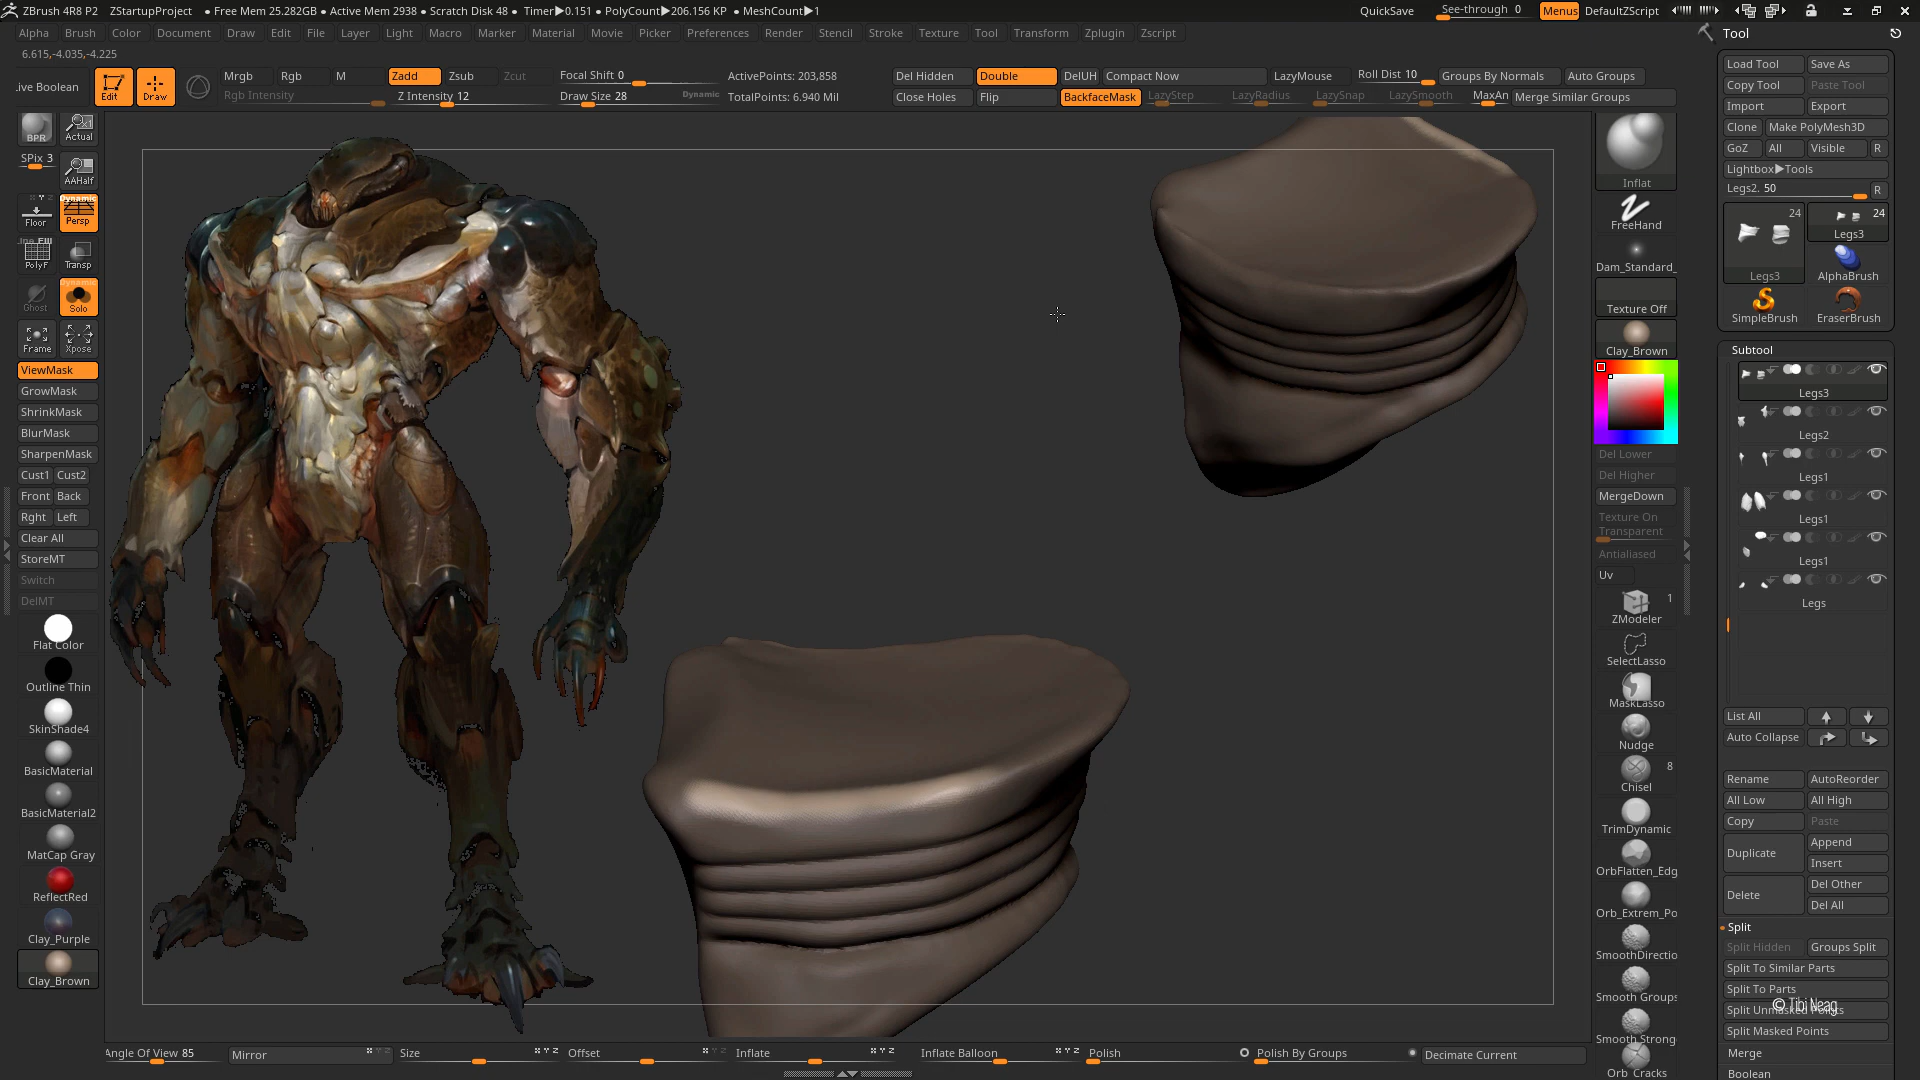 ZBrush 4R8 P2 ZStartupProject • Free Mem 25.282GB • Active Mem 2938 • Scratch Disk 48 • Timer▶0.151 • PolyCount▶206.156 KP • MeshCount▶1 QuickSave See-through 0 Menus DefaultZScript
Alpha Brush Color Document Draw Edit File Layer Light Macro Marker Material Movie Picker Preferences Render Stencil Stroke Texture Tool Transform Zplugin Zscript
6.615,-4.035,-4.225
.ive Boolean
Edit
Draw
Mrgb Rgb M Zadd Zsub Zcut
Rgb Intensity Z Intensity 12
Focal Shift 0
Draw Size 28 Dynamic
ActivePoints: 203,858
TotalPoints: 6.940 Mil
Del Hidden Double DelUH Compact Now LazyMouse Roll Dist 10 Groups By Normals Auto Groups
Close Holes Flip BackfaceMask LazyStep LazyRadius LazySnap LazySmooth MaxAn Merge Similar Groups
BPR
Actual
SPix 3
AAHalf
Floor
Dynamic
Persp
PolyF
Transp
Ghost
Dynamic
Solo
Frame
Xpose
ViewMask
GrowMask
ShrinkMask
BlurMask
SharpenMask
Cust1 Cust2
Front Back
Rght Left
Clear All
StoreMT
Switch
DelMT
Flat Color
Outline Thin
SkinShade4
BasicMaterial
BasicMaterial2
MatCap Gray
ReflectRed
Clay_Purple
Clay_Brown
Inflat
FreeHand
Dam_Standard_
Texture Off
Clay_Brown
Del Lower
Del Higher
MergeDown
Texture On
Transparent
Antialiased
Uv
1
ZModeler
SelectLasso
MaskLasso
Nudge
8
Chisel
TrimDynamic
OrbFlatten_Edg
Orb_Extrem_Po
SmoothDirectio
Smooth Groups
Smooth Strong
Orb_Cracks
Tool
Load Tool Save As
Copy Tool Paste Tool
Import Export
Clone Make PolyMesh3D
GoZ All Visible R
Lightbox▶Tools
Legs2. 50 R
24
Legs3
24
Legs3
AlphaBrush
SimpleBrush
EraserBrush
Subtool
Legs3
Legs2
Legs1
Legs1
Legs1
Legs
List All
Auto Collapse
Rename AutoReorder
All Low All High
Copy Paste
Duplicate Append
Insert
Delete Del Other
Del All
Split
Split Hidden Groups Split
Split To Similar Parts
Split To Parts
© Tibi Neag
Split Unmasked Points
Split Masked Points
Merge
Boolean
Angle Of View 85 Mirror Size Offset Inflate Inflate Balloon Polish Polish By Groups Decimate Current